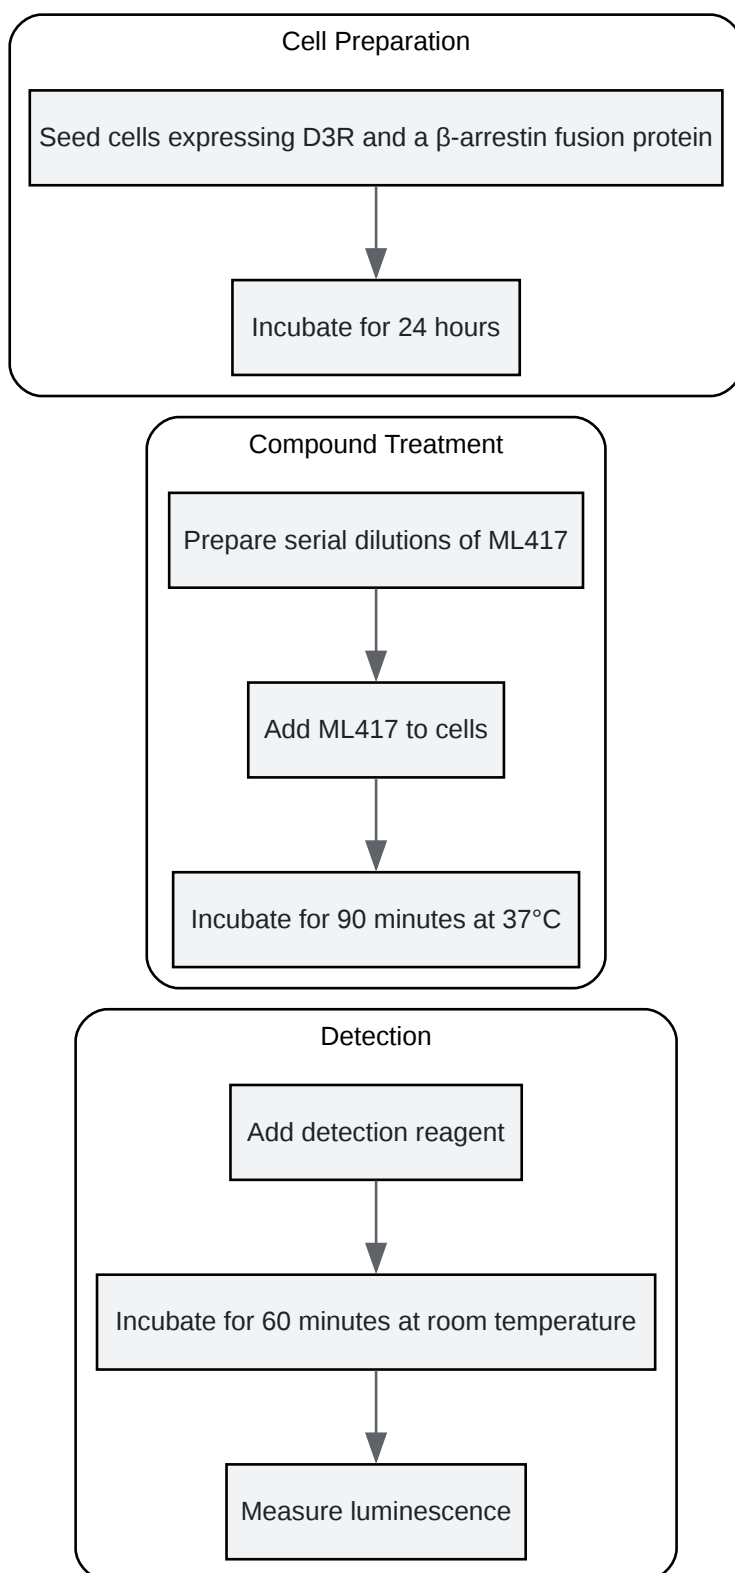 Cell Preparation
Seed cells expressing D3R and a β-arrestin fusion protein
Incubate for 24 hours
Compound Treatment
Prepare serial dilutions of ML417
Add ML417 to cells
Incubate for 90 minutes at 37°C
Detection
Add detection reagent
Incubate for 60 minutes at room temperature
Measure luminescence